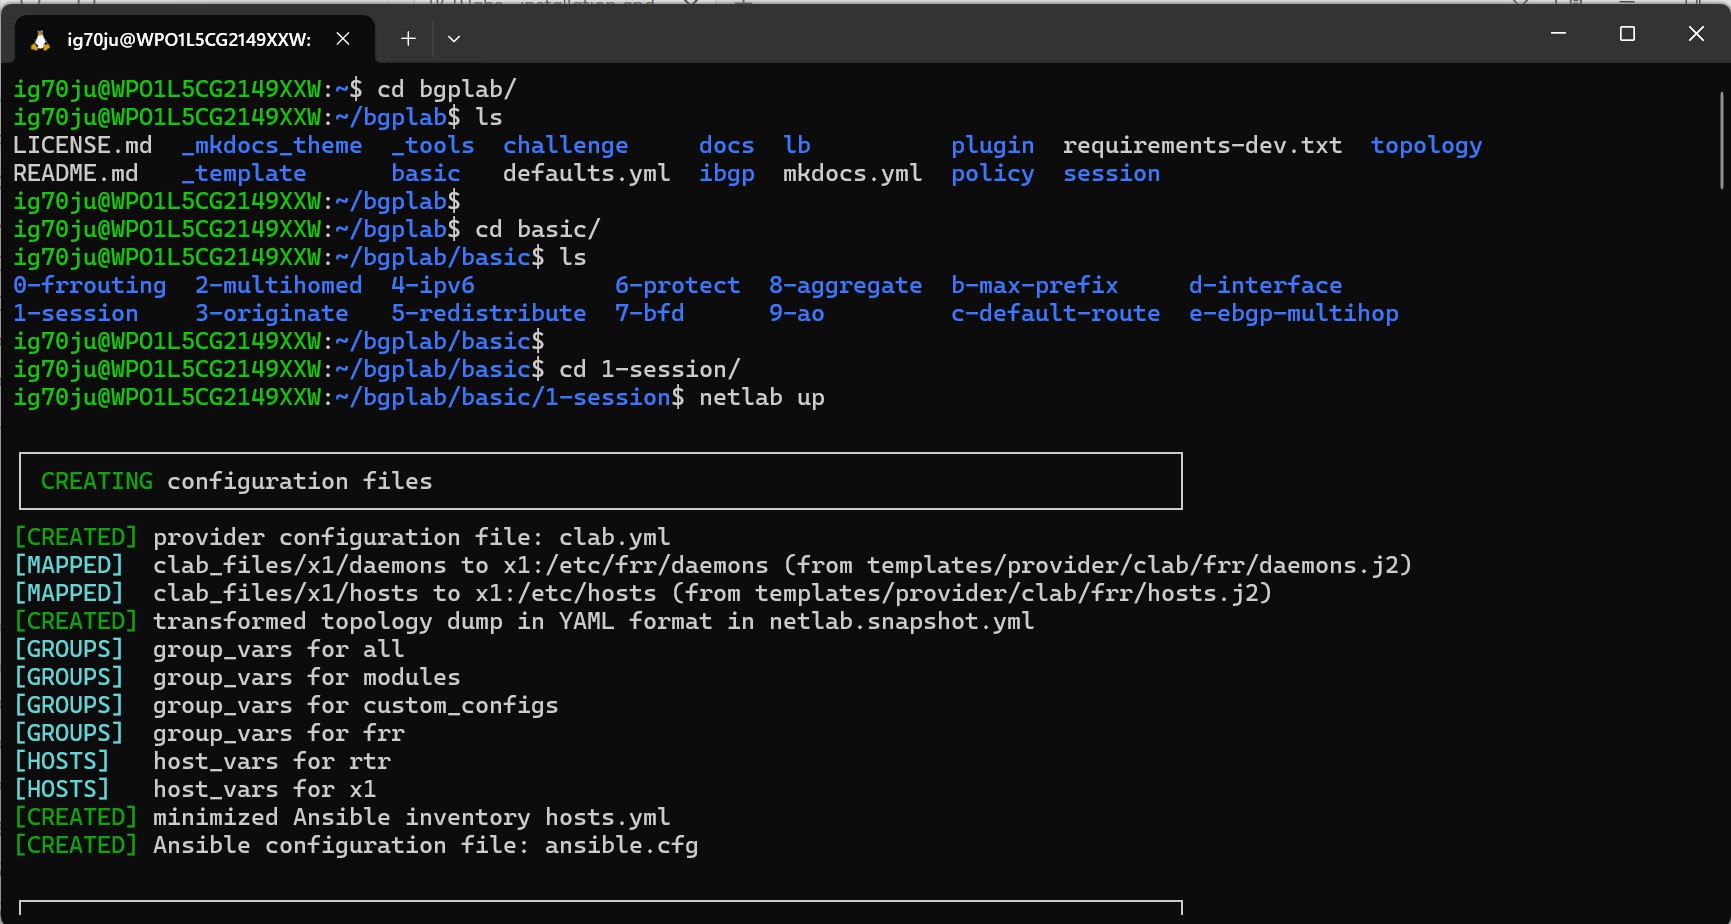 ig70ju@WPO1L5CG2149XXW:
ig70ju@WPO1L5CG2149XXW:~$ cd bgplab/
ig70ju@WPO1L5CG2149XXW:~/bgplab$ ls
LICENSE.md  _mkdocs_theme  _tools  challenge     docs  lb          plugin  requirements-dev.txt  topology
README.md   _template      basic   defaults.yml  ibgp  mkdocs.yml  policy  session
ig70ju@WPO1L5CG2149XXW:~/bgplab$
ig70ju@WPO1L5CG2149XXW:~/bgplab$ cd basic/
ig70ju@WPO1L5CG2149XXW:~/bgplab/basic$ ls
0-frrouting  2-multihomed  4-ipv6          6-protect  8-aggregate  b-max-prefix     d-interface
1-session    3-originate   5-redistribute  7-bfd      9-ao         c-default-route  e-ebgp-multihop
ig70ju@WPO1L5CG2149XXW:~/bgplab/basic$
ig70ju@WPO1L5CG2149XXW:~/bgplab/basic$ cd 1-session/
ig70ju@WPO1L5CG2149XXW:~/bgplab/basic/1-session$ netlab up
CREATING configuration files
[CREATED] provider configuration file: clab.yml
[MAPPED]  clab_files/x1/daemons to x1:/etc/frr/daemons (from templates/provider/clab/frr/daemons.j2)
[MAPPED]  clab_files/x1/hosts to x1:/etc/hosts (from templates/provider/clab/frr/hosts.j2)
[CREATED] transformed topology dump in YAML format in netlab.snapshot.yml
[GROUPS]  group_vars for all
[GROUPS]  group_vars for modules
[GROUPS]  group_vars for custom_configs
[GROUPS]  group_vars for frr
[HOSTS]   host_vars for rtr
[HOSTS]   host_vars for x1
[CREATED] minimized Ansible inventory hosts.yml
[CREATED] Ansible configuration file: ansible.cfg